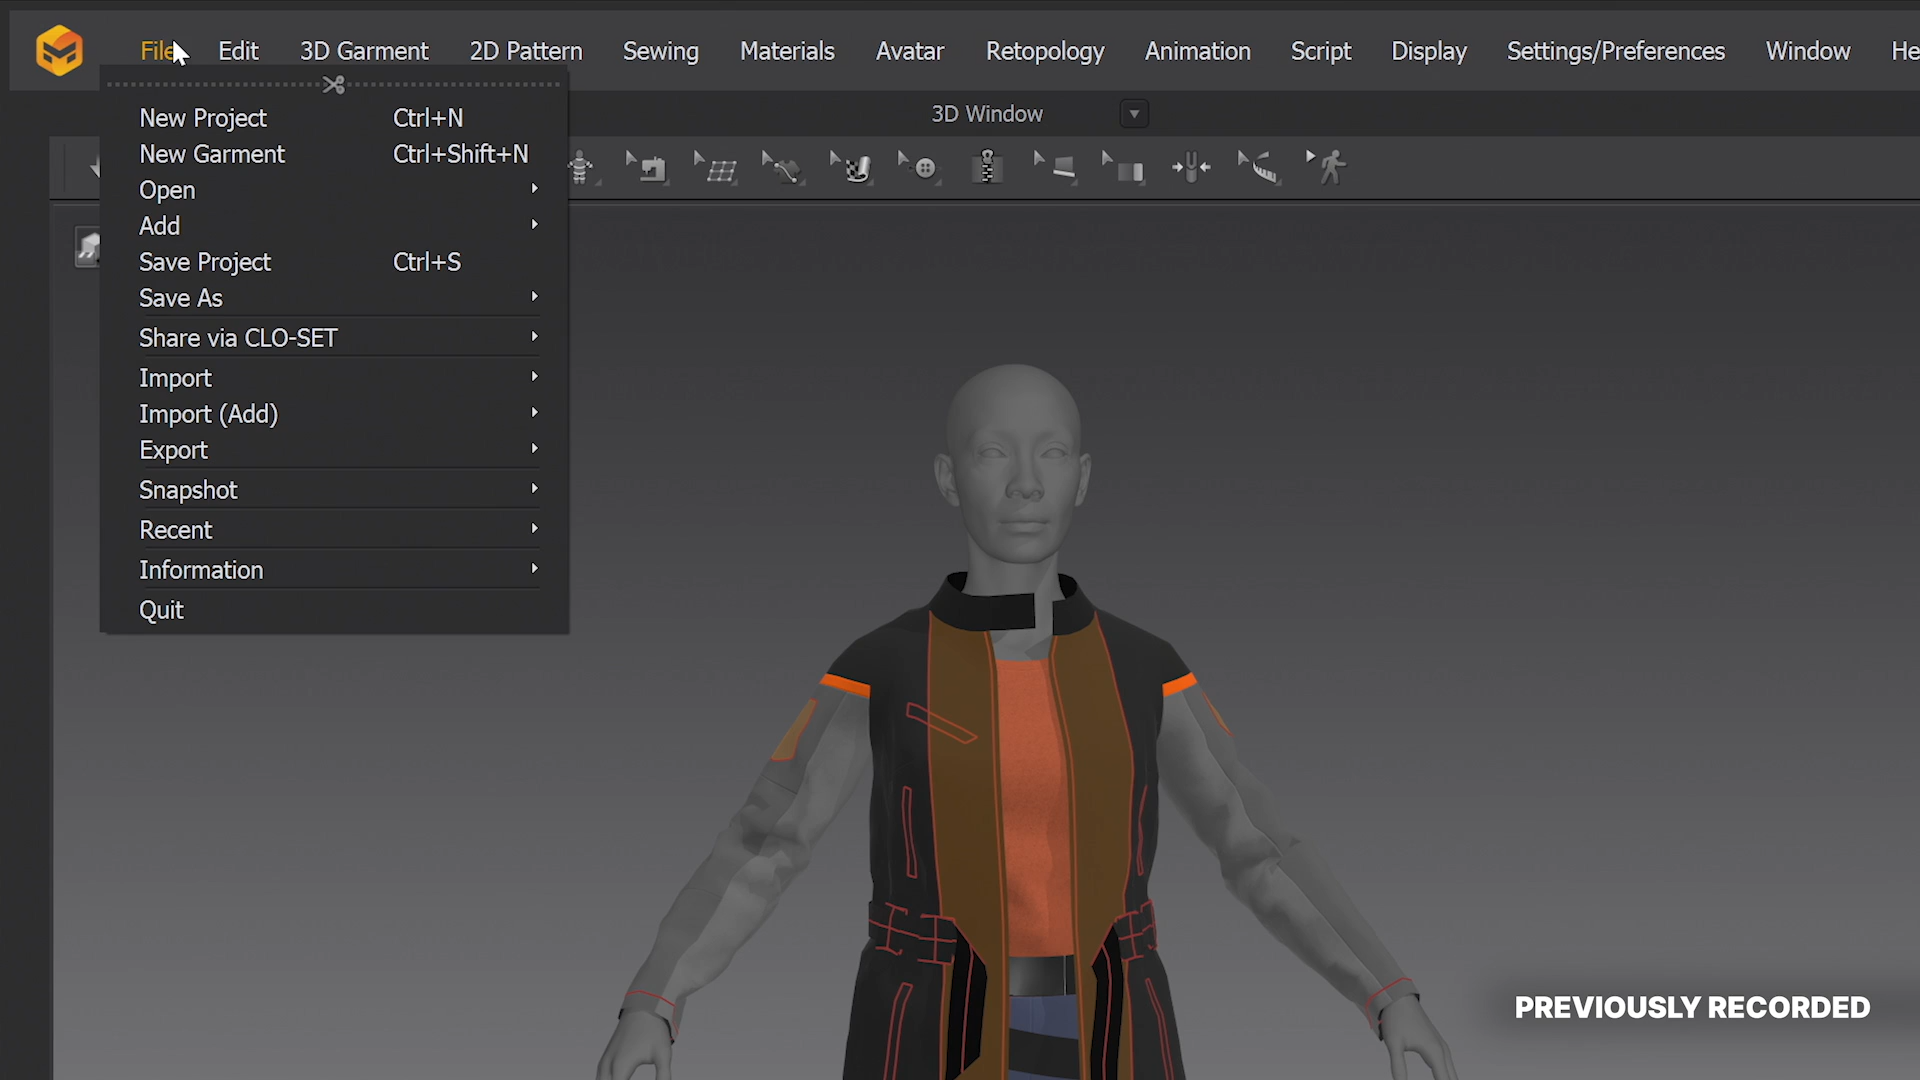 File Edit 3D Garment 2D Pattern Sewing Materials Avatar Retopology Animation Script Display Settings/Preferences Window He
3D Window
New Project Ctrl+N
New Garment Ctrl+Shift+N
Open
Add
Save Project Ctrl+S
Save As
Share via CLO-SET
Import
Import (Add)
Export
Snapshot
Recent
Information
Quit
PREVIOUSLY RECORDED